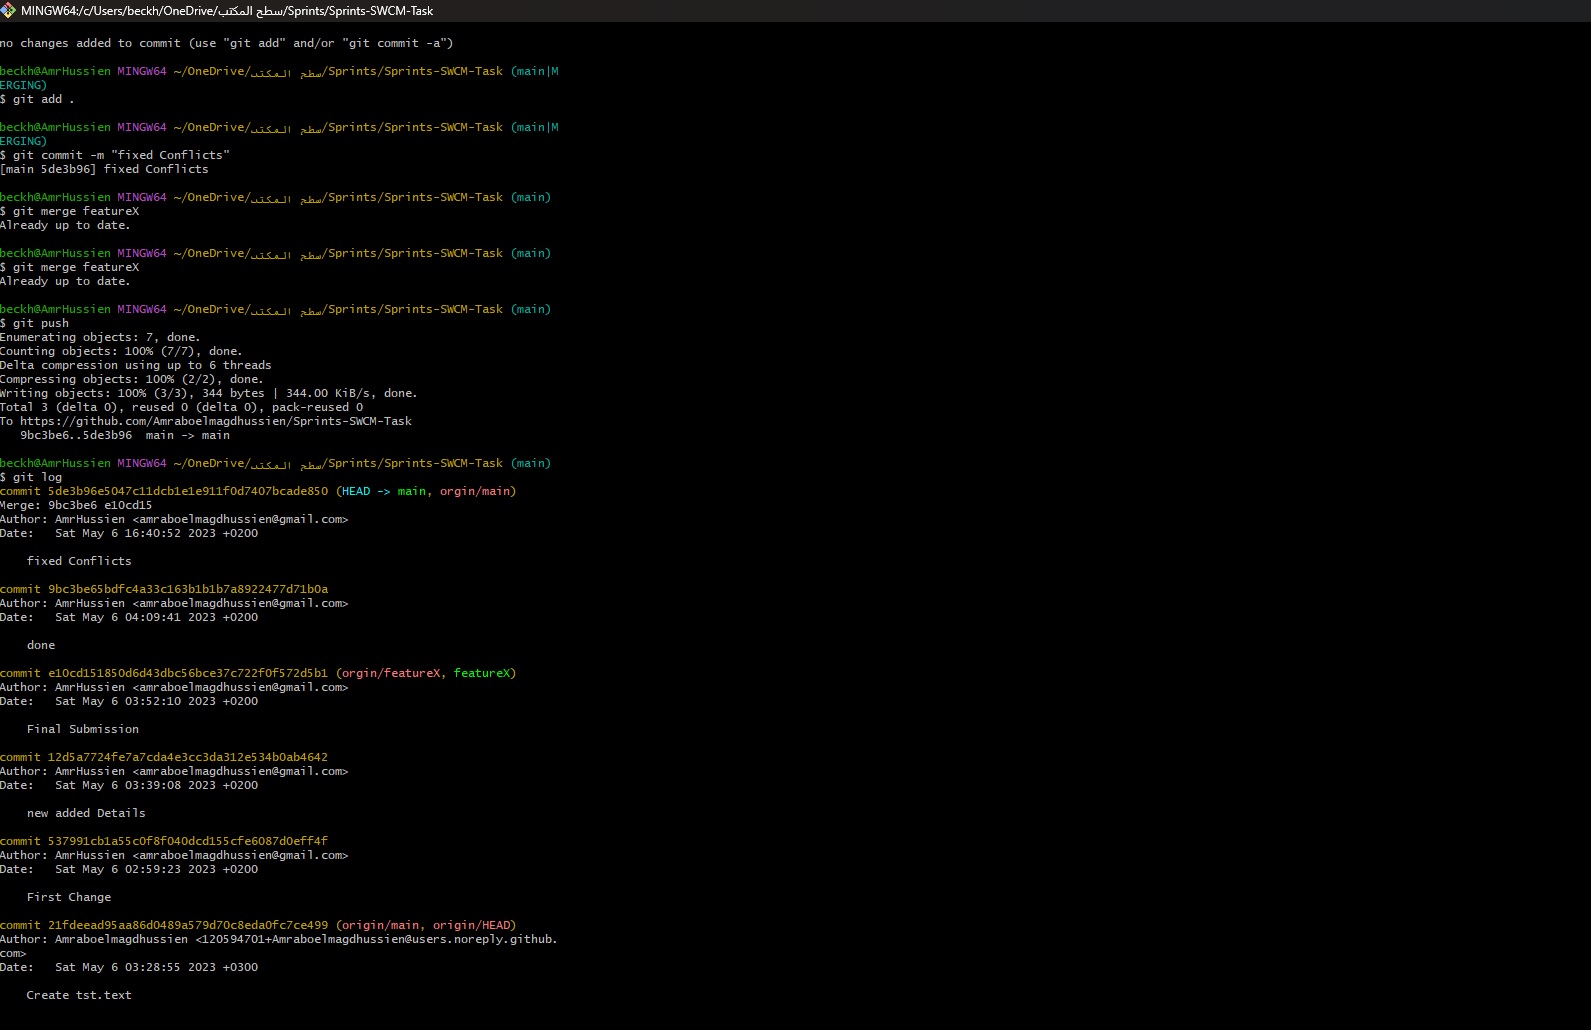 MINGW64:/c/Users/beckh/OneDrive/سطح المكتب/Sprints/Sprints-SWCM-Task
no changes added to commit (use "git add" and/or "git commit -a")
beckh@AmrHussien MINGW64 ~/OneDrive/سطح المكتب/Sprints/Sprints-SWCM-Task (main|M
ERGING)
$ git add .
beckh@AmrHussien MINGW64 ~/OneDrive/سطح المكتب/Sprints/Sprints-SWCM-Task (main|M
ERGING)
$ git commit -m "fixed Conflicts"
[main 5de3b96] fixed Conflicts
beckh@AmrHussien MINGW64 ~/OneDrive/سطح المكتب/Sprints/Sprints-SWCM-Task (main)
$ git merge featureX
Already up to date.
beckh@AmrHussien MINGW64 ~/OneDrive/سطح المكتب/Sprints/Sprints-SWCM-Task (main)
$ git merge featureX
Already up to date.
beckh@AmrHussien MINGW64 ~/OneDrive/سطح المكتب/Sprints/Sprints-SWCM-Task (main)
$ git push
Enumerating objects: 7, done.
Counting objects: 100% (7/7), done.
Delta compression using up to 6 threads
Compressing objects: 100% (2/2), done.
Writing objects: 100% (3/3), 344 bytes | 344.00 KiB/s, done.
Total 3 (delta 0), reused 0 (delta 0), pack-reused 0
To https://github.com/Amraboelmagdhussien/Sprints-SWCM-Task
9bc3be6..5de3b96  main -> main
beckh@AmrHussien MINGW64 ~/OneDrive/سطح المكتب/Sprints/Sprints-SWCM-Task (main)
$ git log
commit 5de3b96e5047c11dcb1e1e911f0d7407bcade850 (HEAD -> main, orgin/main)
Merge: 9bc3be6 e10cd15
Author: AmrHussien <amraboelmagdhussien@gmail.com>
Date:   Sat May 6 16:40:52 2023 +0200
fixed Conflicts
commit 9bc3be65bdfc4a33c163b1b1b7a8922477d71b0a
Author: AmrHussien <amraboelmagdhussien@gmail.com>
Date:   Sat May 6 04:09:41 2023 +0200
done
commit e10cd151850d6d43dbc56bce37c722f0f572d5b1 (orgin/featureX, featureX)
Author: AmrHussien <amraboelmagdhussien@gmail.com>
Date:   Sat May 6 03:52:10 2023 +0200
Final Submission
commit 12d5a7724fe7a7cda4e3cc3da312e534b0ab4642
Author: AmrHussien <amraboelmagdhussien@gmail.com>
Date:   Sat May 6 03:39:08 2023 +0200
new added Details
commit 537991cb1a55c0f8f040dcd155cfe6087d0eff4f
Author: AmrHussien <amraboelmagdhussien@gmail.com>
Date:   Sat May 6 02:59:23 2023 +0200
First Change
commit 21fdeead95aa86d0489a579d70c8eda0fc7ce499 (origin/main, origin/HEAD)
Author: Amraboelmagdhussien <120594701+Amraboelmagdhussien@users.noreply.github.
com>
Date:   Sat May 6 03:28:55 2023 +0300
Create tst.text